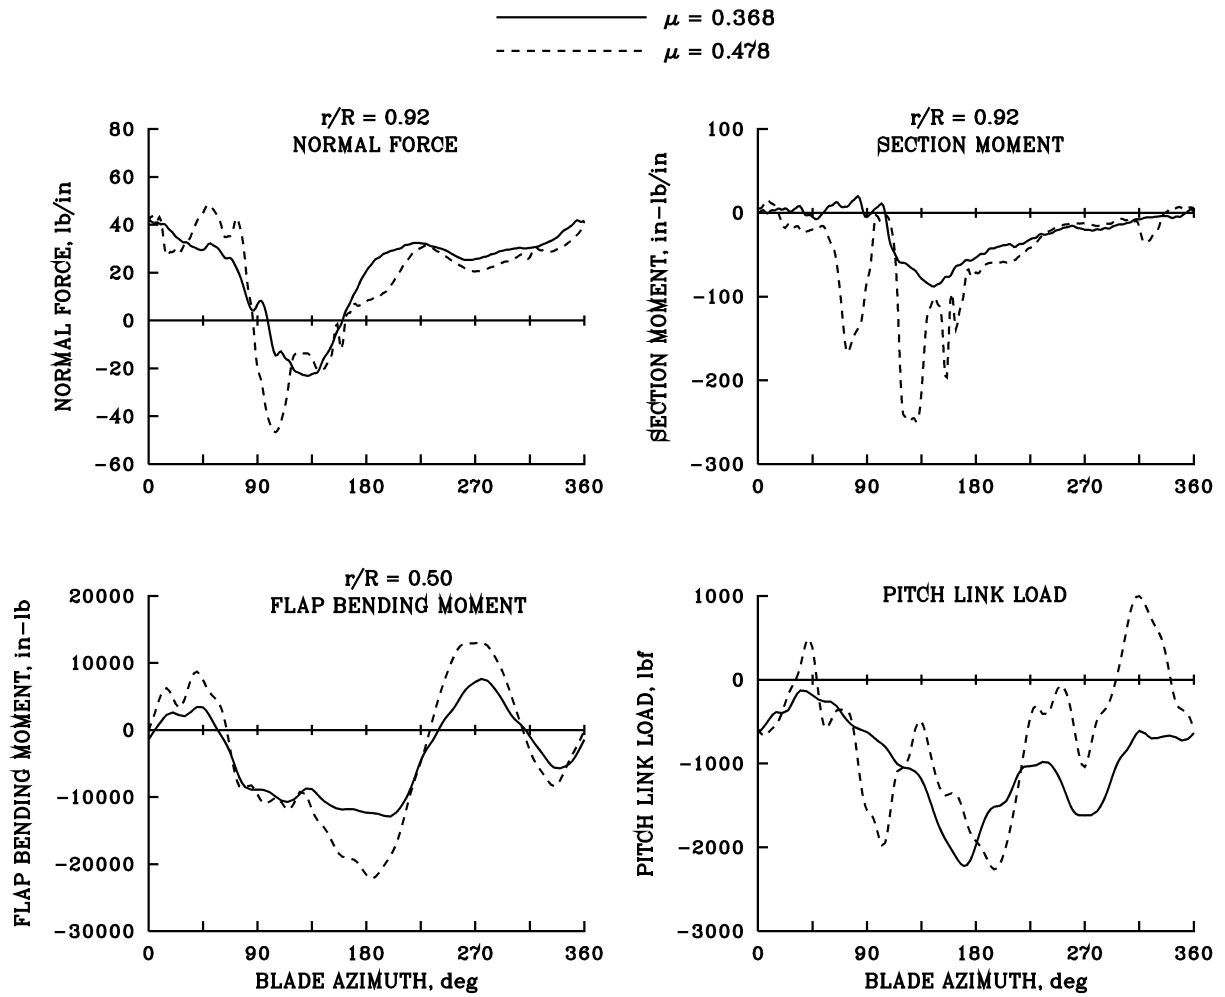 μ = 0.368
μ = 0.478
r/R = 0.92
NORMAL FORCE
NORMAL FORCE, lb/in
80
60
40
20
0
−20
−40
−60
0 90 180 270 360
r/R = 0.92
SECTION MOMENT
SECTION MOMENT, in−lb/in
100
0
−100
−200
−300
0 90 180 270 360
r/R = 0.50
FLAP BENDING MOMENT
FLAP BENDING MOMENT, in−lb
20000
10000
0
−10000
−20000
−30000
0 90 180 270 360
BLADE AZIMUTH, deg
PITCH LINK LOAD
PITCH LINK LOAD, lbf
1000
0
−1000
−2000
−3000
0 90 180 270 360
BLADE AZIMUTH, deg